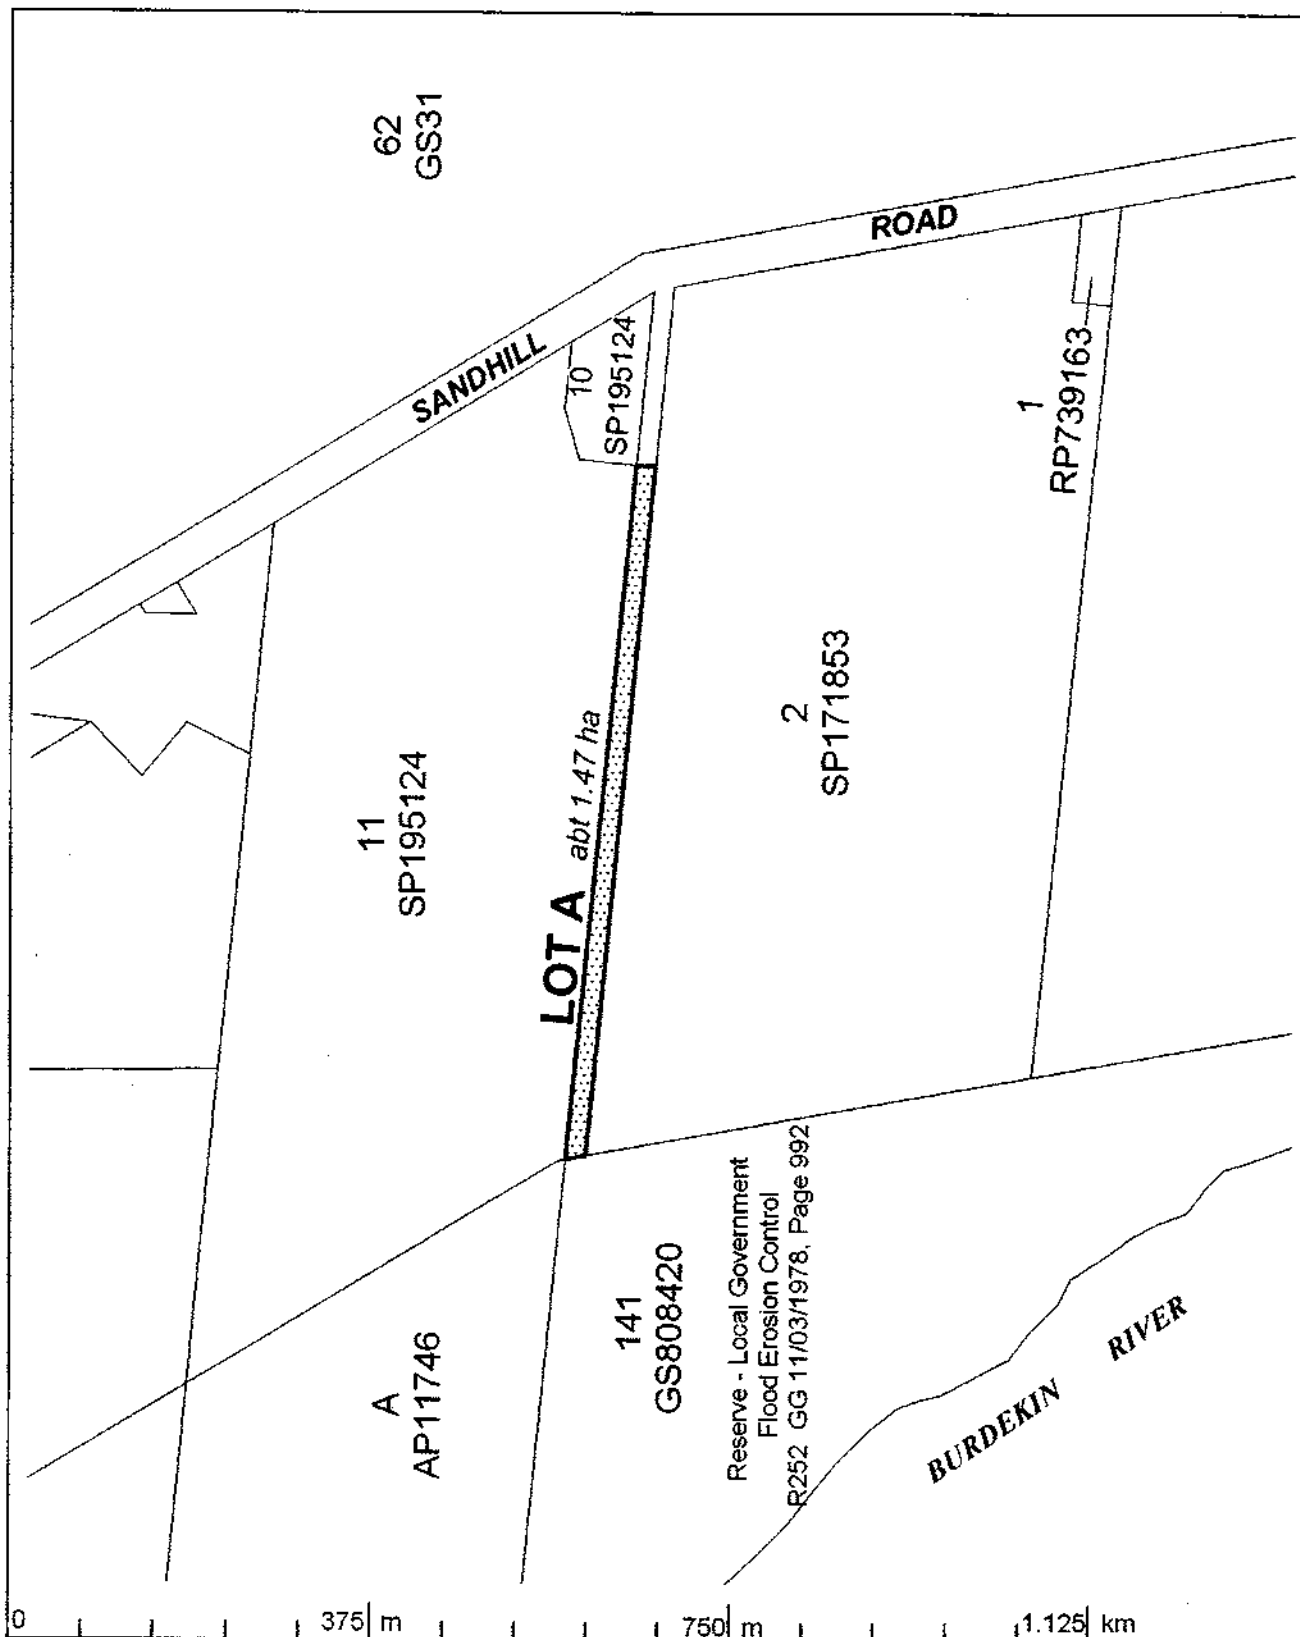 62
GS31
SANDHILL
ROAD
10
SP195124
1
RP739163
11
SP195124
LOT A
abt 1.47 ha
2
SP171853
A
AP11746
141
GS808420
Reserve - Local Government
Flood Erosion Control
R252 GG 11/03/1978, Page 992
BURDEKIN RIVER
0
375 m
750 m
1.125 km